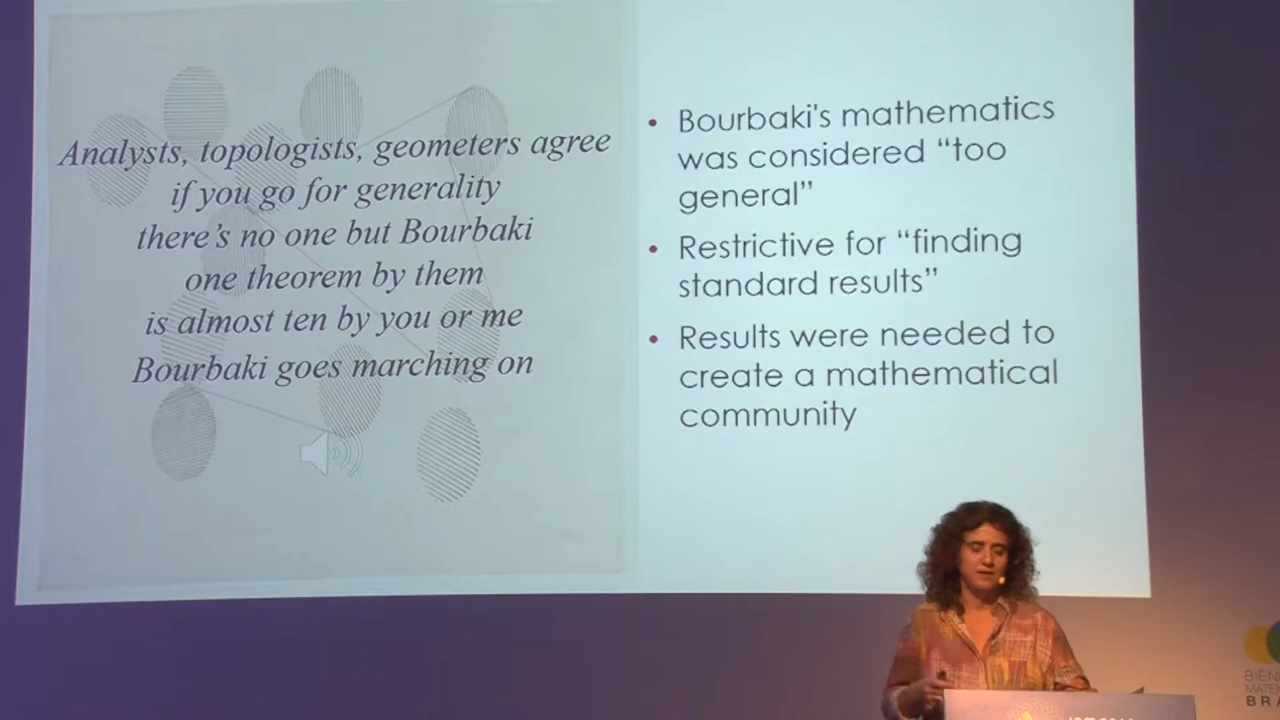 Analysts, topologists, geometers agree
if you go for generality
there's no one but Bourbaki
one theorem by them
is almost ten by you or me
Bourbaki goes marching on
• Bourbaki's mathematics
was considered “too
general”
• Restrictive for “finding
standard results”
• Results were needed to
create a mathematical
community